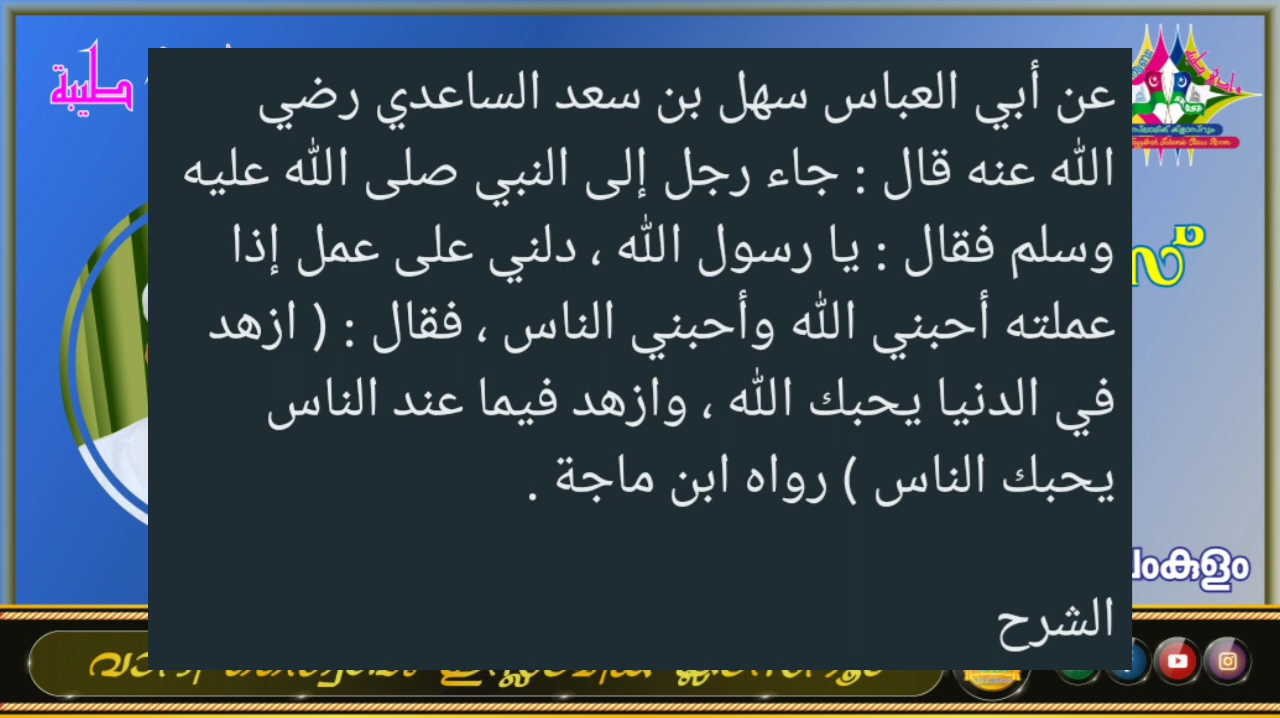 طيبة
عن أبي العباس سهل بن سعد الساعدي رضي
الله عنه قال : جاء رجل إلى النبي صلى الله عليه
وسلم فقال : يا رسول الله ، دلني على عمل إذا
عملته أحبني الله وأحبني الناس ، فقال : ( ازهد
في الدنيا يحبك الله ، وازهد فيما عند الناس
يحبك الناس ) رواه ابن ماجة .
الشرح